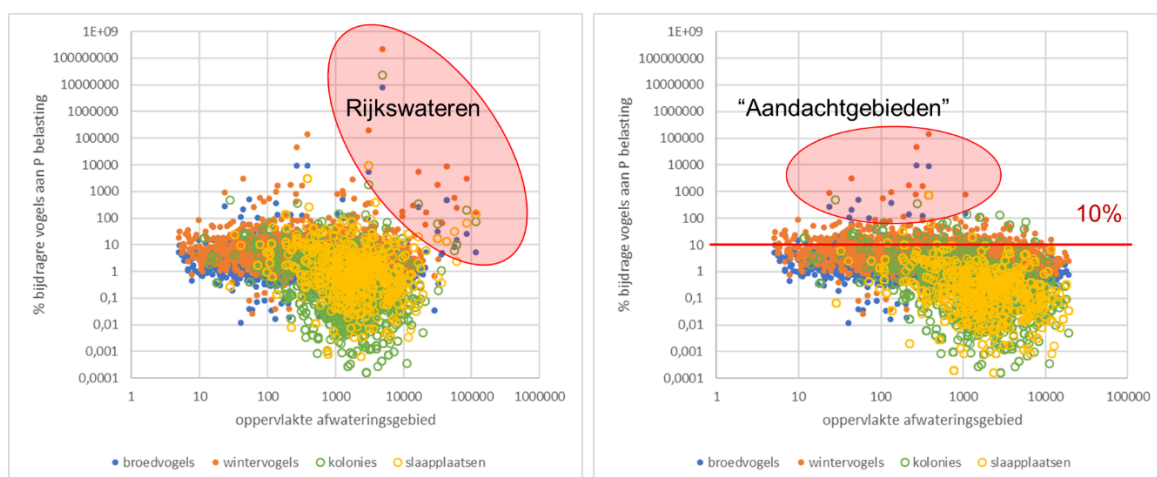 % bijdragre vogels aan P belasting
1E+09
100000000
10000000
1000000
100000
10000
1000
100
10
1
0,1
0,01
0,001
0,0001
Rijkswateren
1 10 100 1000 10000 100000 1000000
oppervlakte afwateringsgebied
broedvogels wintervogels kolonies slaapplaatsen
% bijdrage vogels aan P belasting
1E+09
100000000
10000000
1000000
100000
10000
1000
100
10
1
0,1
0,01
0,001
0,0001
“Aandachtgebieden”
10%
1 10 100 1000 10000 100000
oppervlakte afwateringsgebied
broedvogels wintervogels kolonies slaapplaatsen